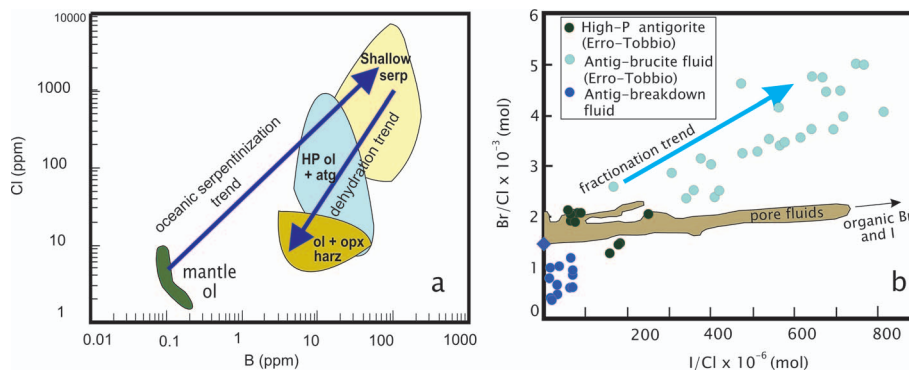 10000
1000
100
10
1
Cl (ppm)
0.01
0.1
1
10
100
1000
B (ppm)
Shallow
serp
oceanic serpentinization
trend
HP ol
+ atg
dehydration trend
ol + opx
harz
mantle
ol
a
6
5
4
3
2
1
0
Br/Cl x 10⁻³ (mol)
High-P antigorite
(Erro-Tobbio)
Antig-brucite fluid
(Erro-Tobbio)
Antig-breakdown
fluid
fractionation trend
pore fluids
organic Br
and I
b
200
400
600
800
I/Cl x 10⁻⁶ (mol)